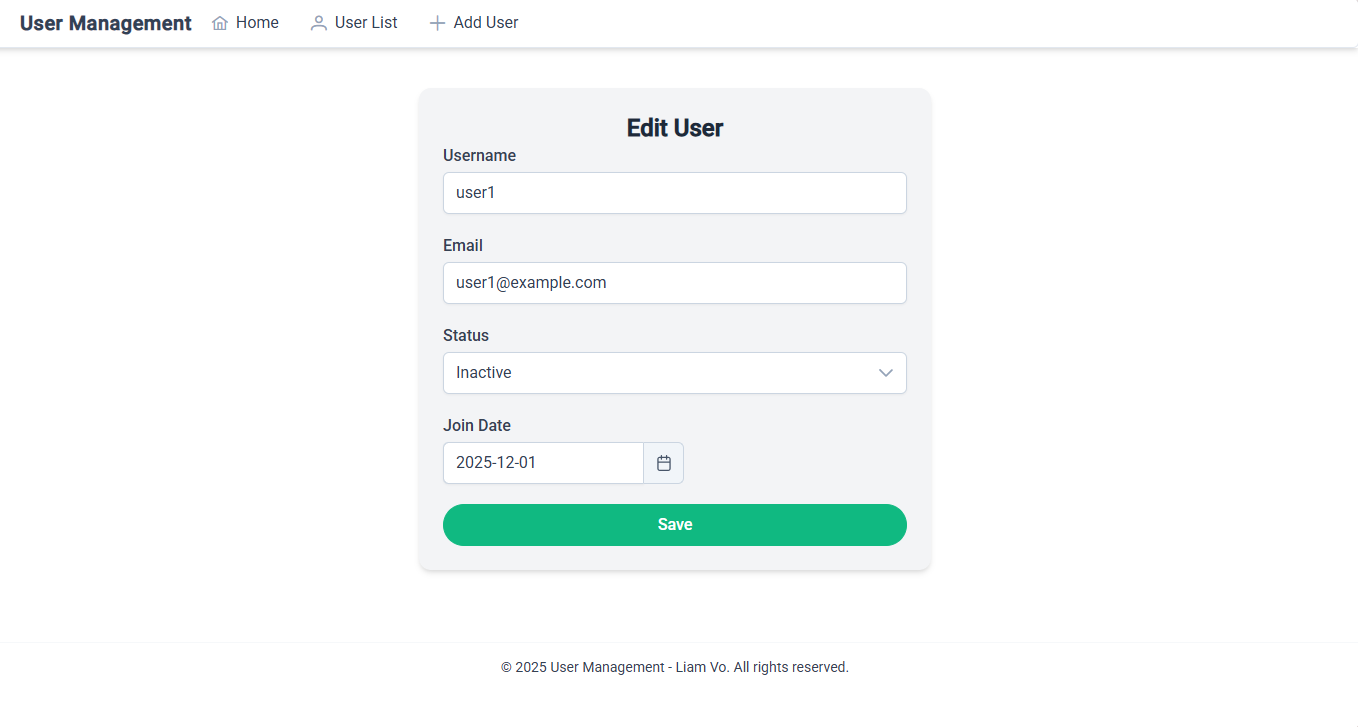 User Management Home User List Add User
Edit User
Username
user1
Email
user1@example.com
Status
Inactive
Join Date
2025-12-01
Save
© 2025 User Management - Liam Vo. All rights reserved.